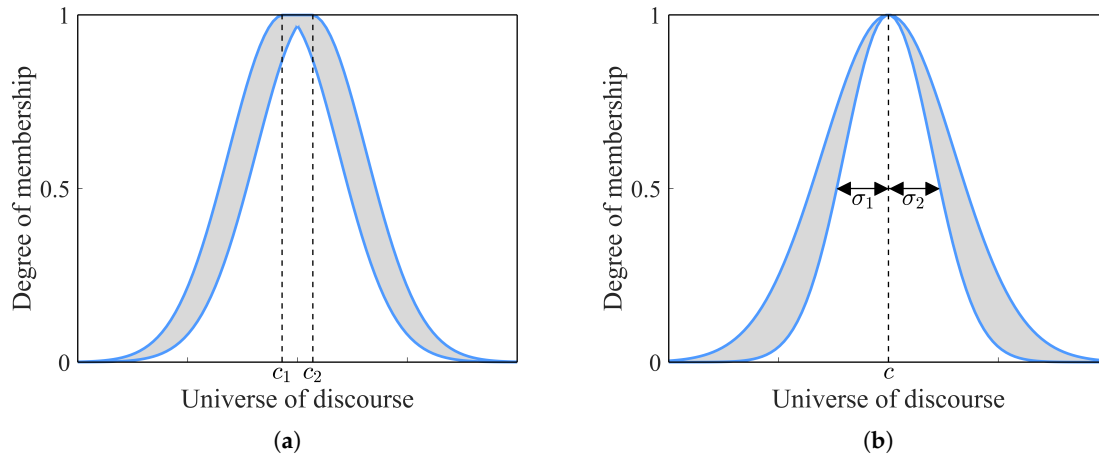 1
0.5
0
Degree of membership
c₁ c₂
Universe of discourse
(a)
1
0.5
0
Degree of membership
σ₁ σ₂
c
Universe of discourse
(b)